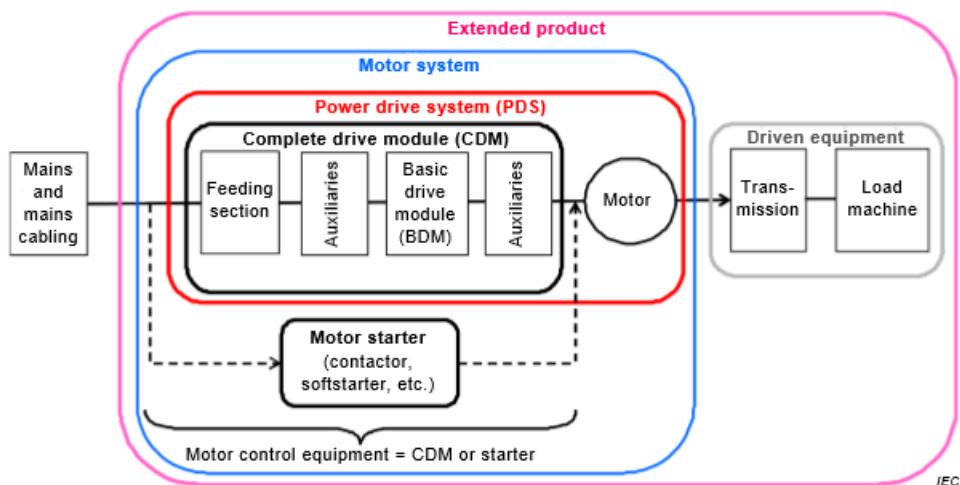 Extended product
Motor system
Power drive system (PDS)
Complete drive module (CDM)
Driven equipment
Mains
and
mains
cabling
Feeding
section
Auxiliaries
Basic
drive
module
(BDM)
Auxiliaries
Motor
Trans-
mission
Load
machine
Motor starter
(contactor,
softstarter, etc.)
Motor control equipment = CDM or starter
IEC